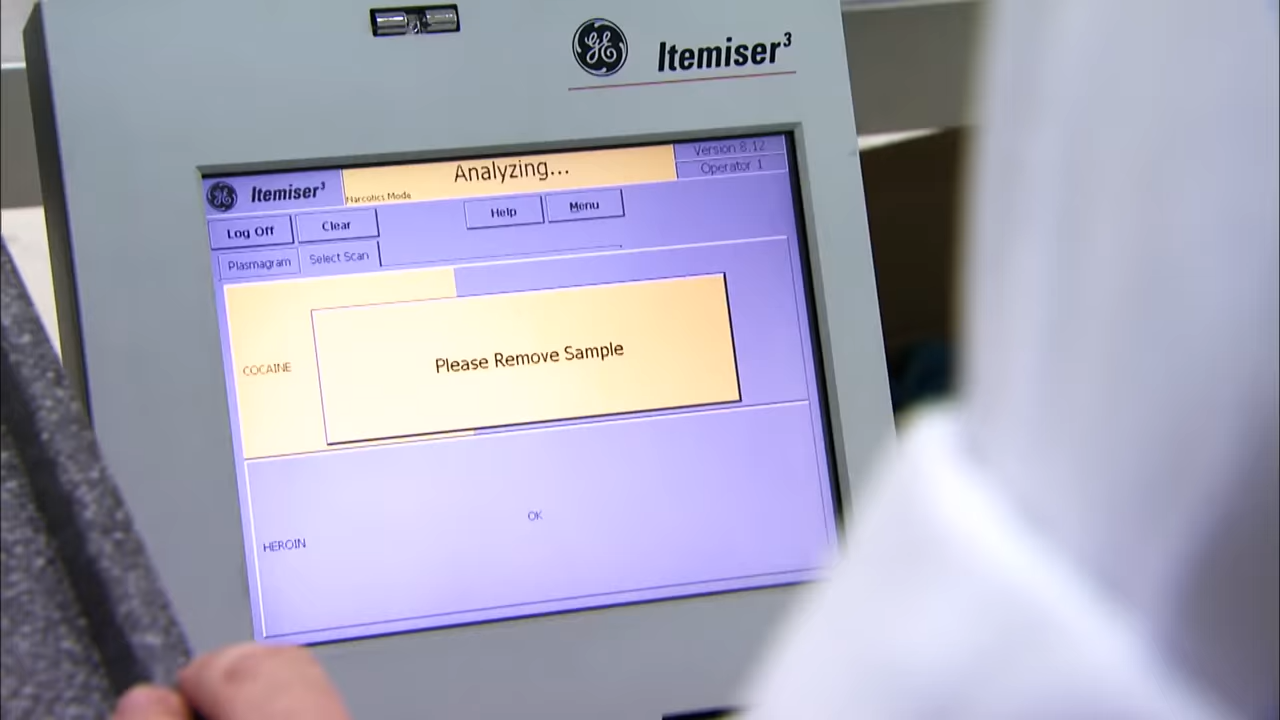 GE Itemiser³
GE Itemiser³
Analyzing...
Narcotics Mode
Version 8.12
Operator 1
Log Off
Clear
Help
Menu
Plasmagram
Select Scan
COCAINE
Please Remove Sample
HEROIN
OK